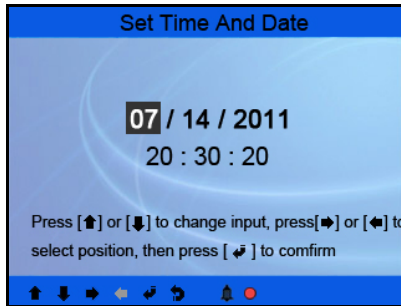 Set Time And Date
07 / 14 / 2011
20 : 30 : 20
Press [⬆] or [⬇] to change input, press[➡] or [⬅] to
select position, then press [ ↵ ] to comfirm